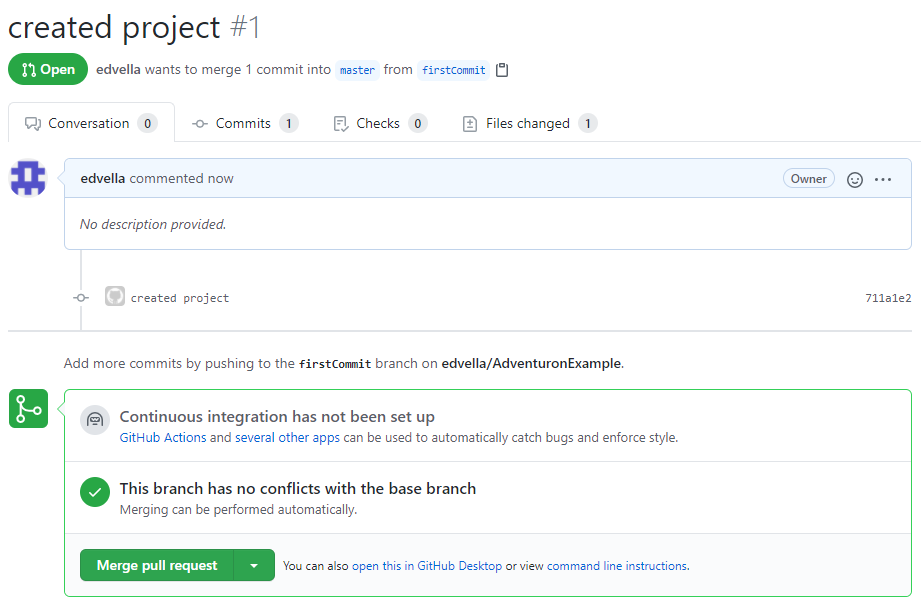 created project #1
Open edvella wants to merge 1 commit into master from firstCommit
Conversation 0 Commits 1 Checks 0 Files changed 1
edvella commented now Owner
No description provided.
created project 711a1e2
Add more commits by pushing to the firstCommit branch on edvella/AdventuronExample.
Continuous integration has not been set up
GitHub Actions and several other apps can be used to automatically catch bugs and enforce style.
This branch has no conflicts with the base branch
Merging can be performed automatically.
Merge pull request You can also open this in GitHub Desktop or view command line instructions.